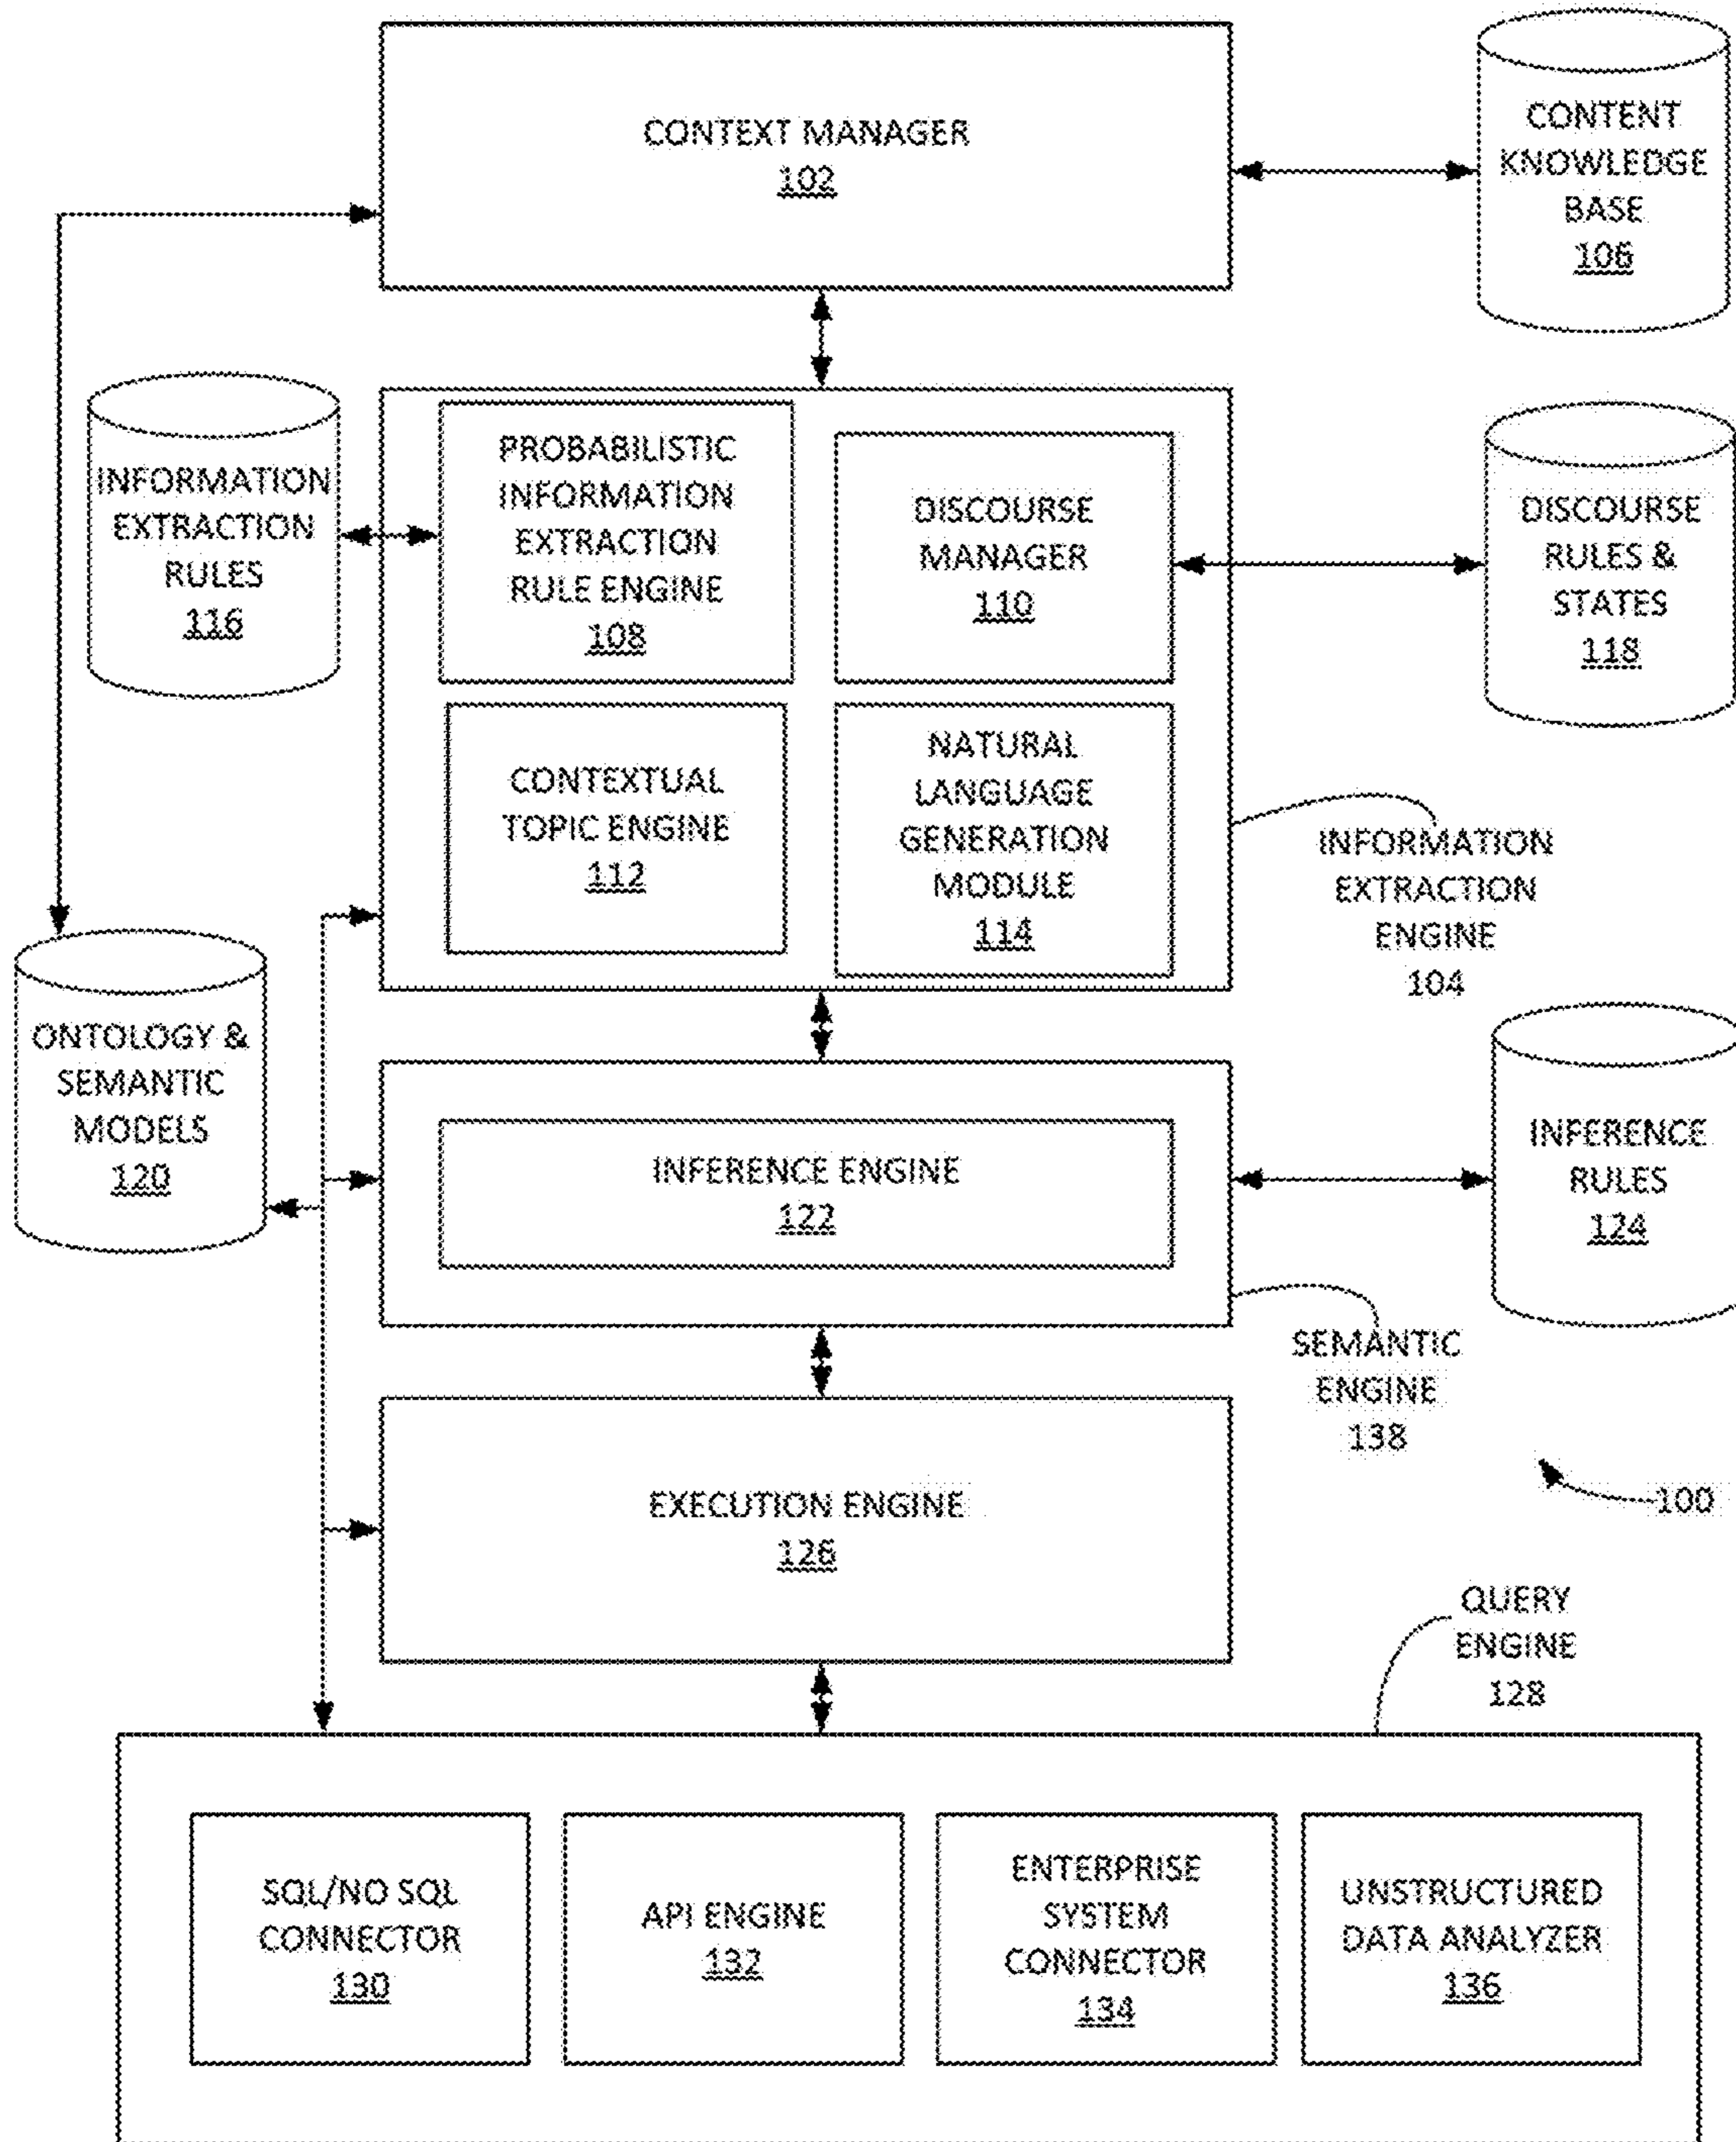 CONTEXT MANAGER
102
CONTENT
KNOWLEDGE
BASE
106
INFORMATION
EXTRACTION
RULES
116
PROBABILISTIC
INFORMATION
EXTRACTION
RULE ENGINE
108
DISCOURSE
MANAGER
110
DISCOURSE
RULES &
STATES
118
CONTEXTUAL
TOPIC ENGINE
112
NATURAL
LANGUAGE
GENERATION
MODULE
114
INFORMATION
EXTRACTION
ENGINE
104
ONTOLOGY &
SEMANTIC
MODELS
120
INFERENCE ENGINE
122
INFERENCE
RULES
124
SEMANTIC
ENGINE
138
EXECUTION ENGINE
126
100
QUERY
ENGINE
128
SQL/NO SQL
CONNECTOR
130
API ENGINE
132
ENTERPRISE
SYSTEM
CONNECTOR
134
UNSTRUCTURED
DATA ANALYZER
136